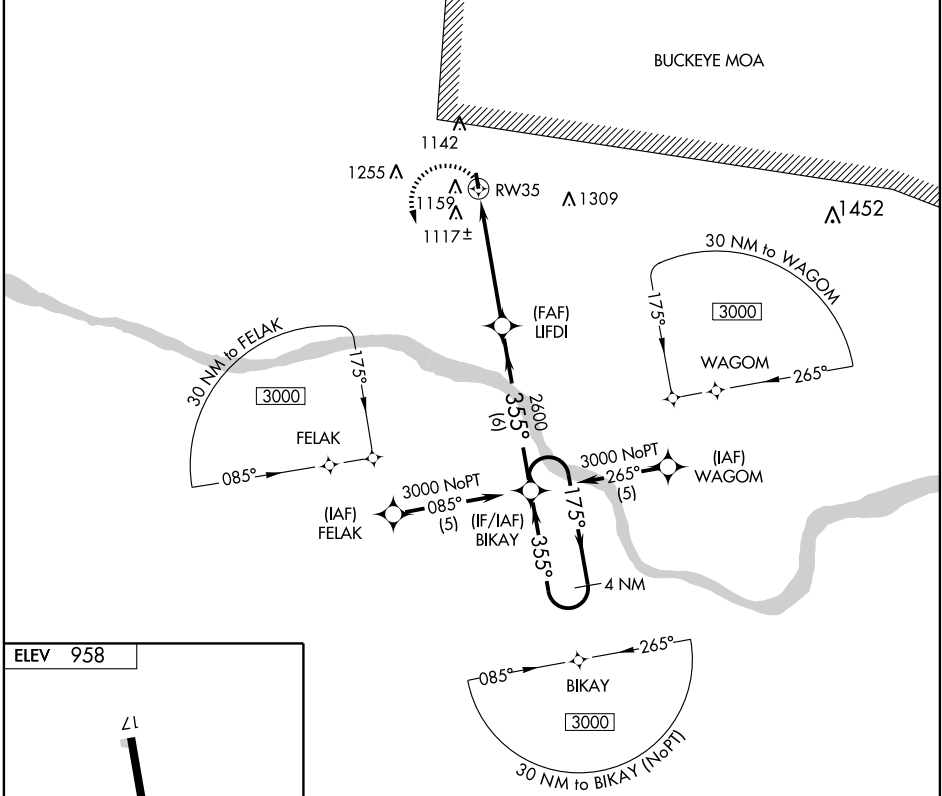 BUCKEYE MOA
1142
1255
1159
RW35
1309
1452
1117±
30 NM to WAGOM
175°
3000
WAGOM
265°
(FAF)
LIFDI
30 NM to FELAK
175°
3000
FELAK
085°
2600
355°
(6)
3000 NoPT
265°
(5)
(IAF)
WAGOM
3000 NoPT
085°
(5)
(IAF)
FELAK
(IF/IAF)
BIKAY
175°
355°
4 NM
ELEV 958
17
085°
265°
BIKAY
3000
30 NM to BIKAY (NoPT)